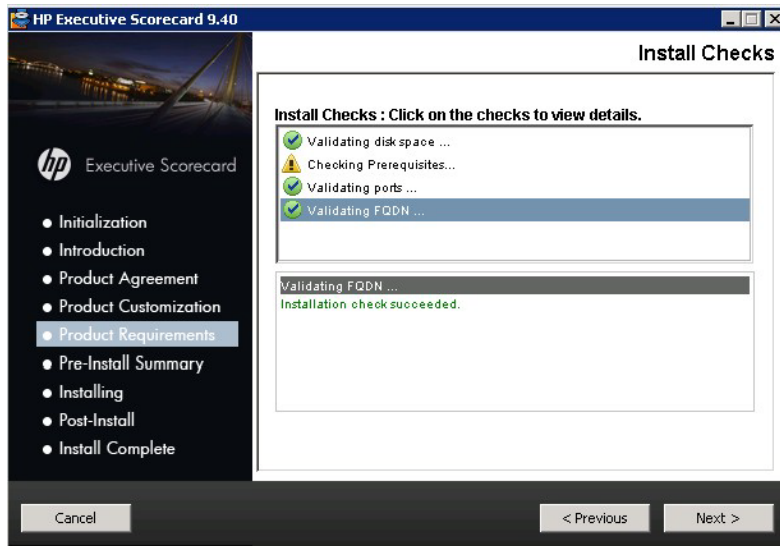 HP Executive Scorecard 9.40
Install Checks
hp Executive Scorecard
Initialization
Introduction
Product Agreement
Product Customization
Product Requirements
Pre-Install Summary
Installing
Post-Install
Install Complete
Install Checks : Click on the checks to view details.
Validating disk space ...
Checking Prerequisites...
Validating ports ...
Validating FQDN ...
Validating FQDN ...
Installation check succeeded.
Cancel
< Previous
Next >